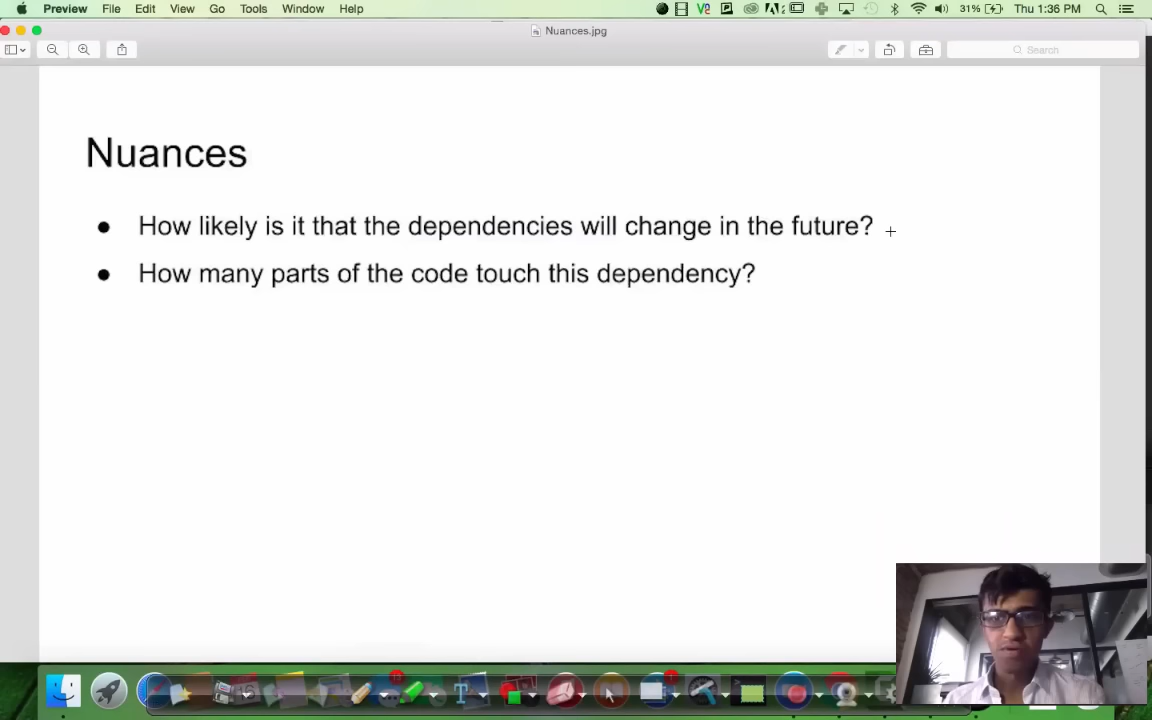 Preview File Edit View Go Tools Window Help 31% Thu 1:36 PM
Nuances.jpg
Search
Nuances
● How likely is it that the dependencies will change in the future?
● How many parts of the code touch this dependency?